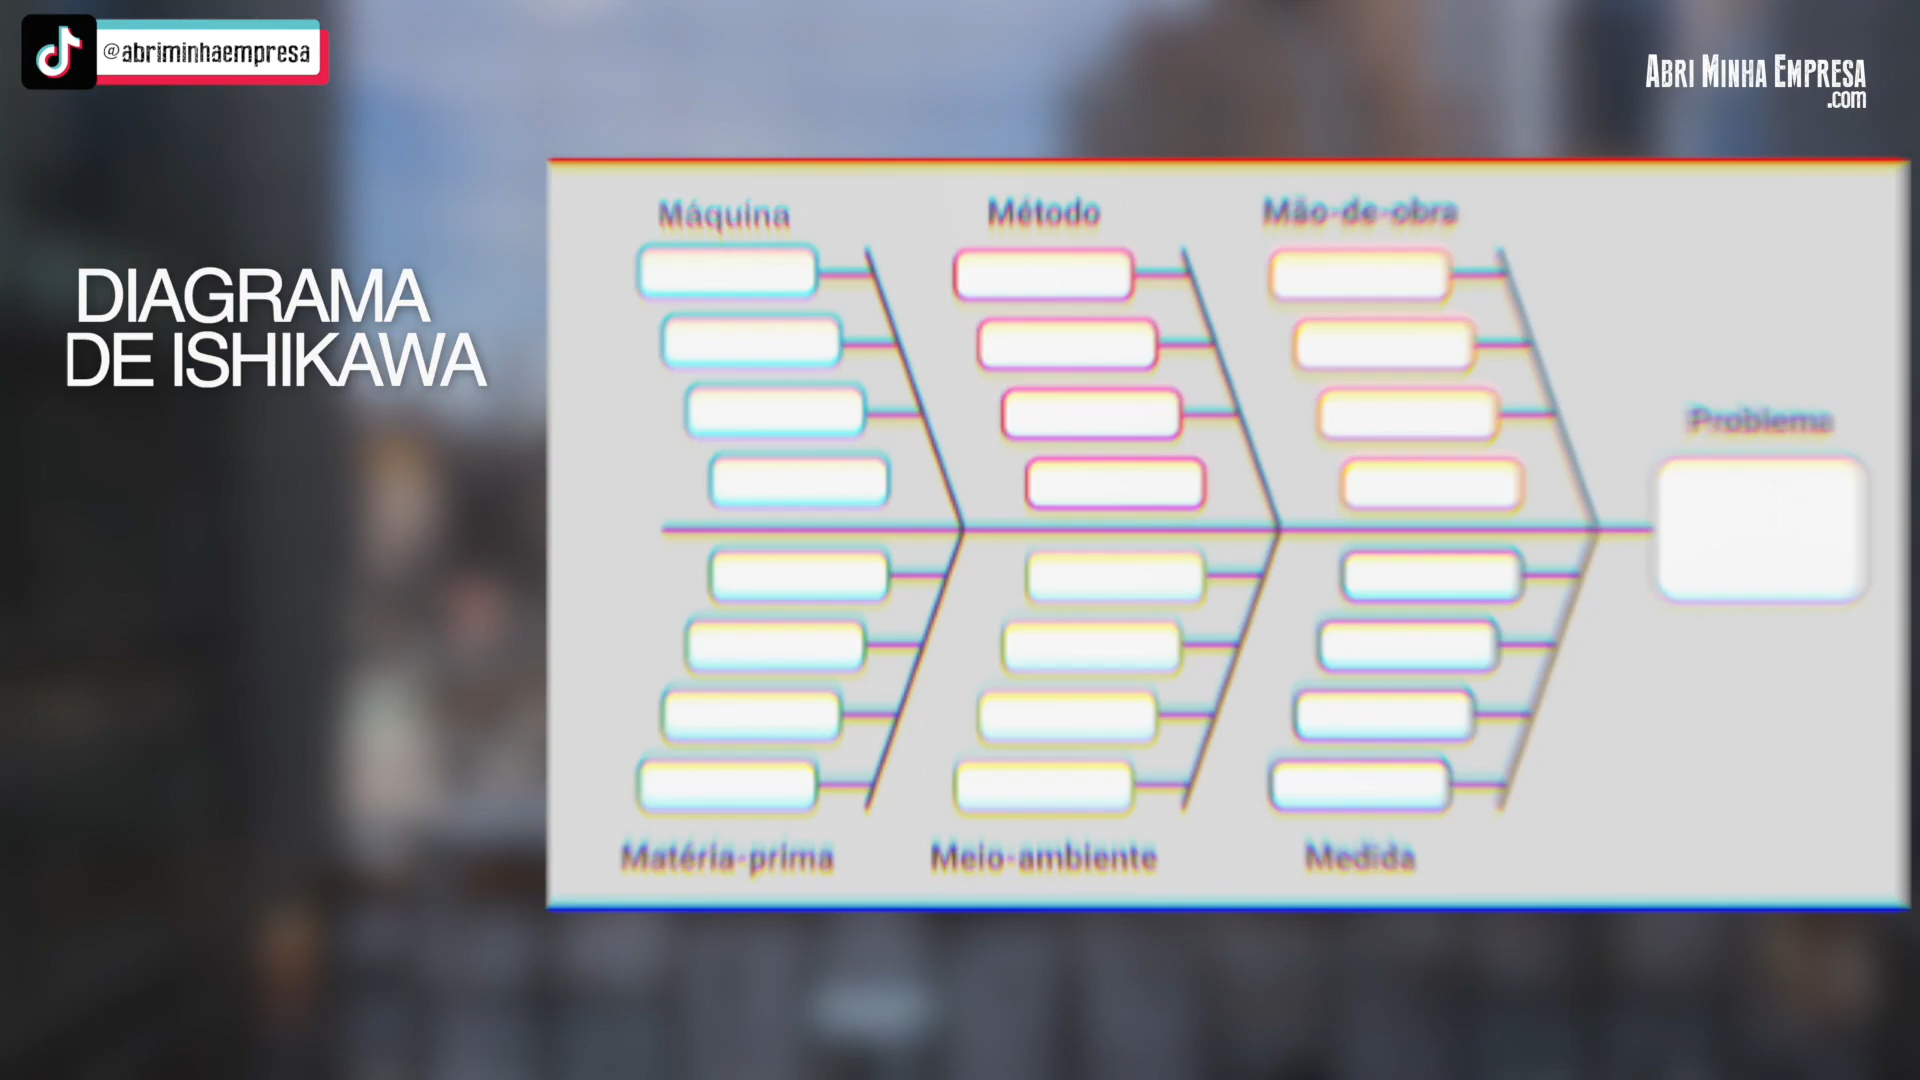 @abriminhaempresa
ABRI MINHA EMPRESA
.com
DIAGRAMA
DE ISHIKAWA
Máquina
Método
Mão-de-obra
Problema
Matéria-prima
Meio-ambiente
Medida